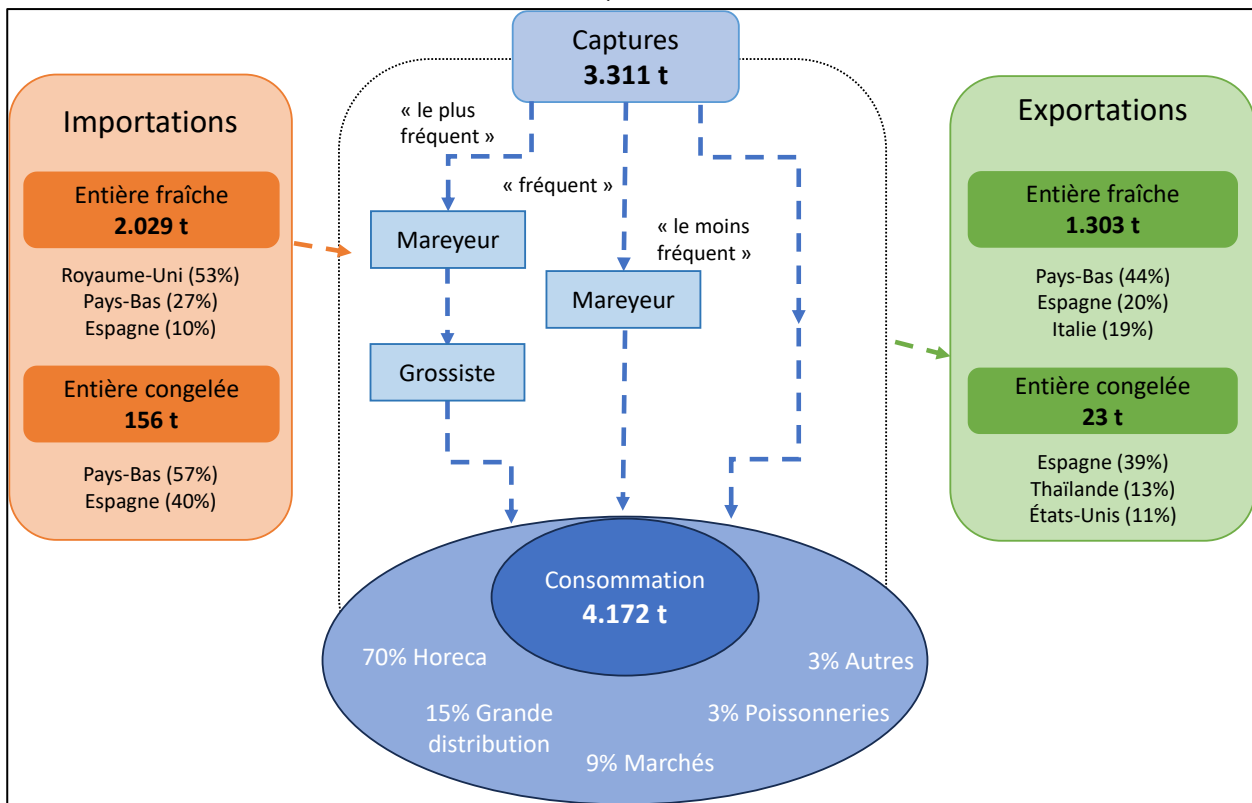 Captures
3.311 t
Importations
Entière fraîche
2.029 t
Royaume-Uni (53%)
Pays-Bas (27%)
Espagne (10%)
Entière congelée
156 t
Pays-Bas (57%)
Espagne (40%)
« le plus
fréquent »
« fréquent »
« le moins
fréquent »
Mareyeur
Mareyeur
Grossiste
Exportations
Entière fraîche
1.303 t
Pays-Bas (44%)
Espagne (20%)
Italie (19%)
Entière congelée
23 t
Espagne (39%)
Thaïlande (13%)
États-Unis (11%)
Consommation
4.172 t
70% Horeca
3% Autres
15% Grande
distribution
3% Poissonneries
9% Marchés